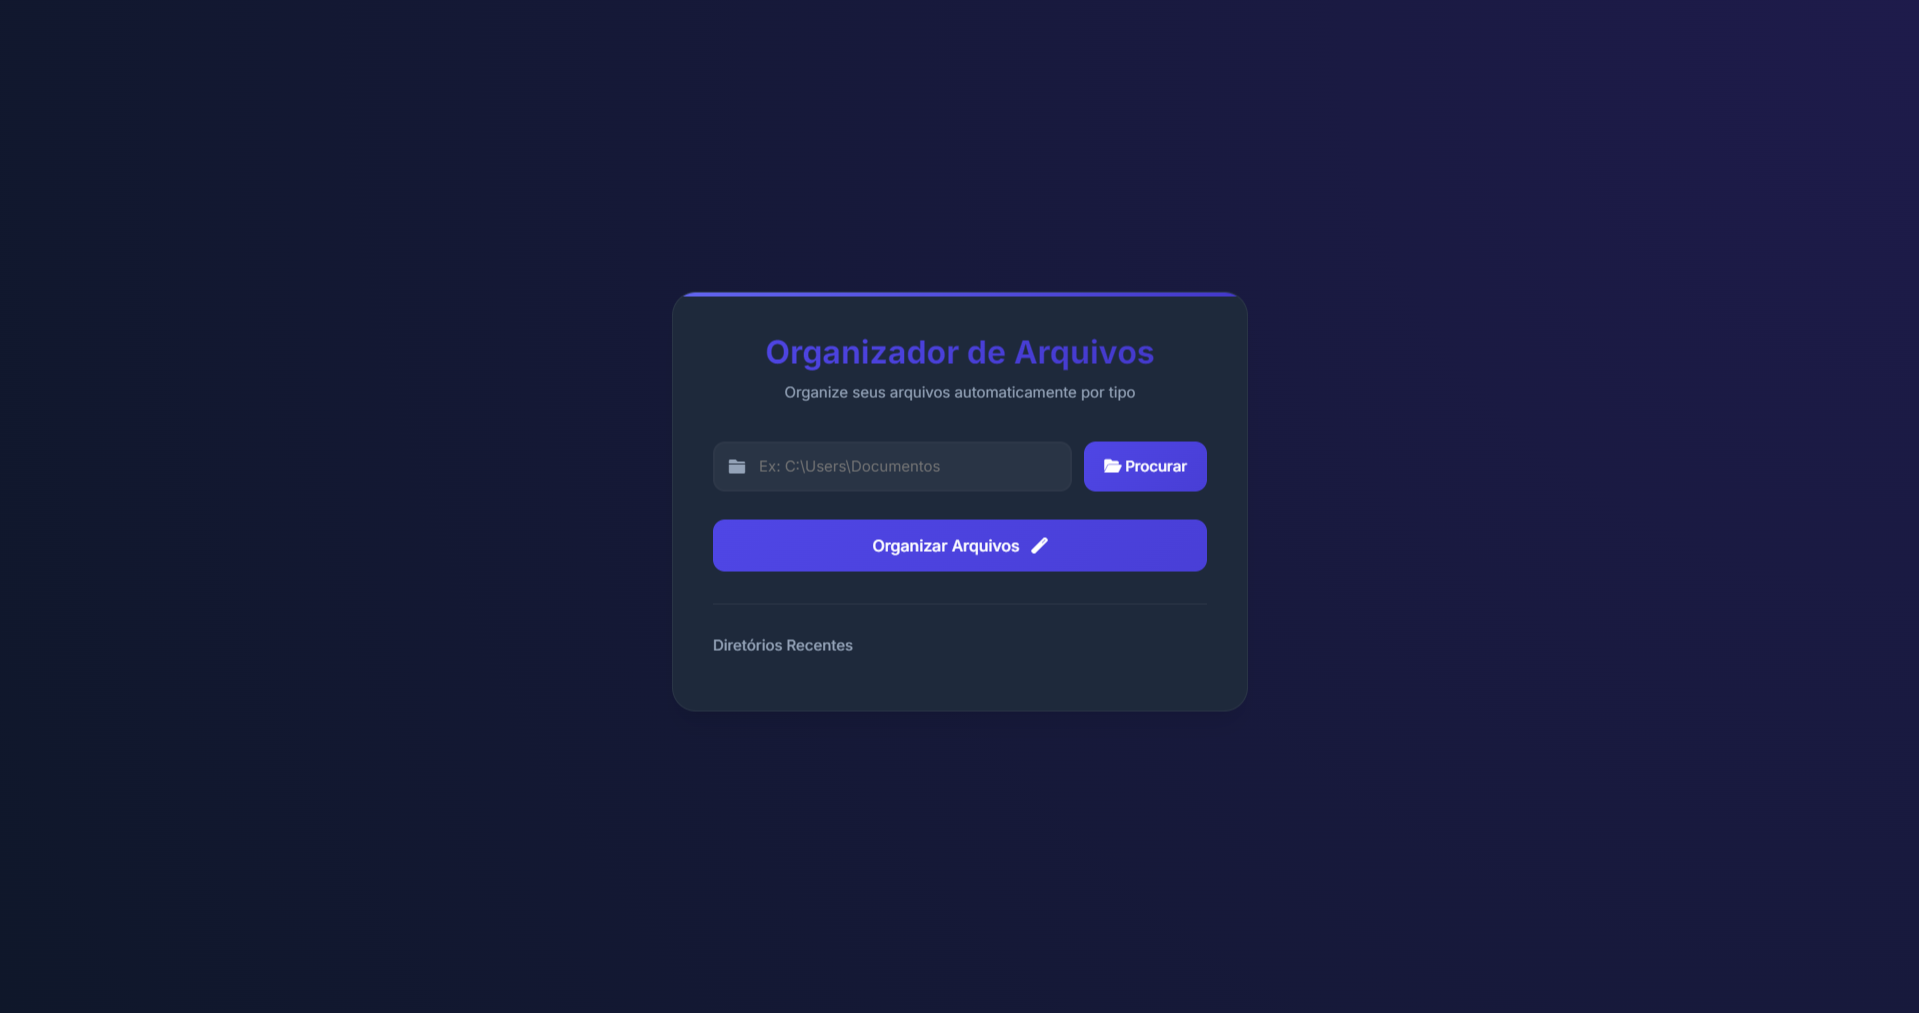 Organizador de Arquivos
Organize seus arquivos automaticamente por tipo
Ex: C:\Users\Documentos
Procurar
Organizar Arquivos
Diretórios Recentes